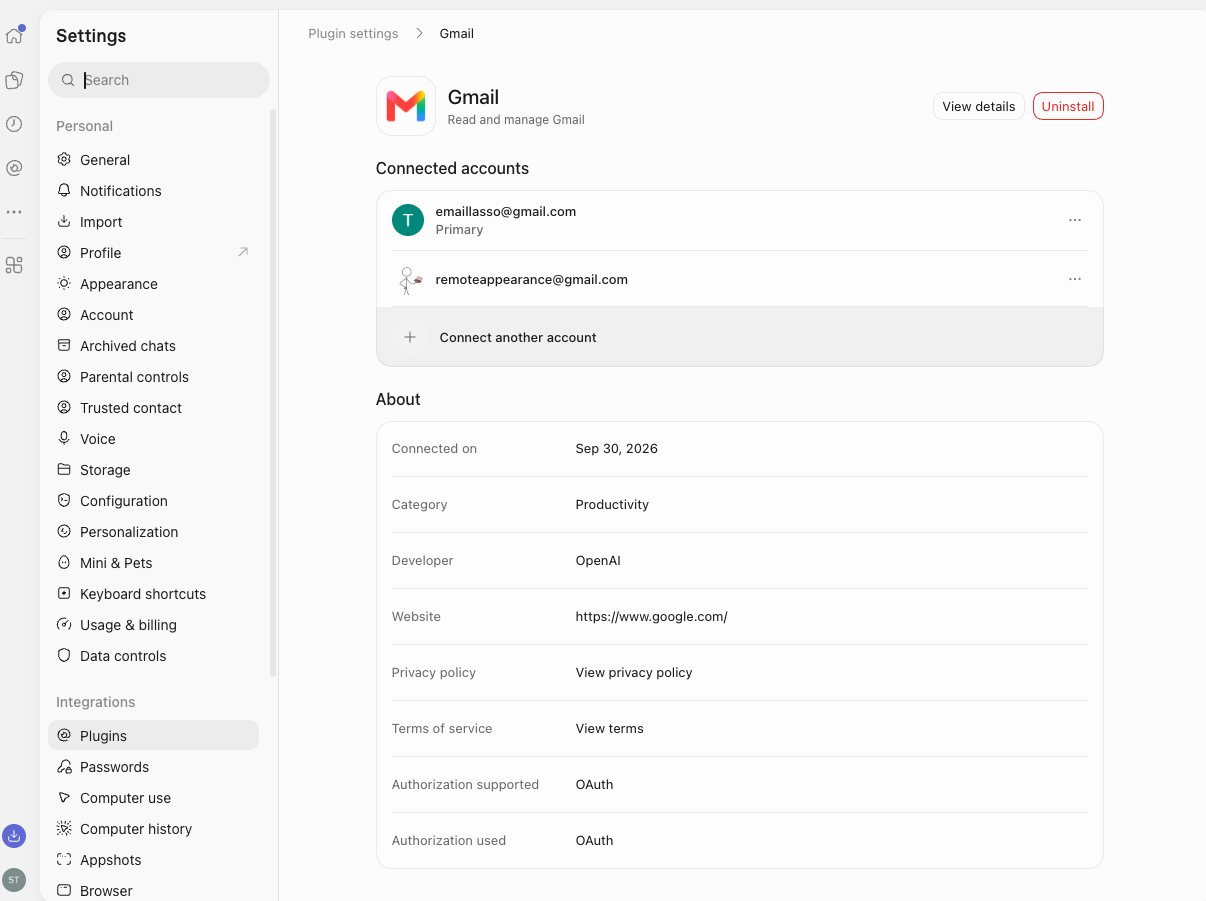 Settings
Search
Personal
General
Notifications
Import
Profile
Appearance
Account
Archived chats
Parental controls
Trusted contact
Voice
Storage
Configuration
Personalization
Mini & Pets
Keyboard shortcuts
Usage & billing
Data controls
Integrations
Plugins
Passwords
Computer use
Computer history
Appshots
Browser
ST
Plugin settings > Gmail
Gmail
Read and manage Gmail
View details
Uninstall
Connected accounts
T
emaillasso@gmail.com
Primary
remoteappearance@gmail.com
Connect another account
About
Connected on Sep 30, 2026
Category Productivity
Developer OpenAI
Website https://www.google.com/
Privacy policy View privacy policy
Terms of service View terms
Authorization supported OAuth
Authorization used OAuth